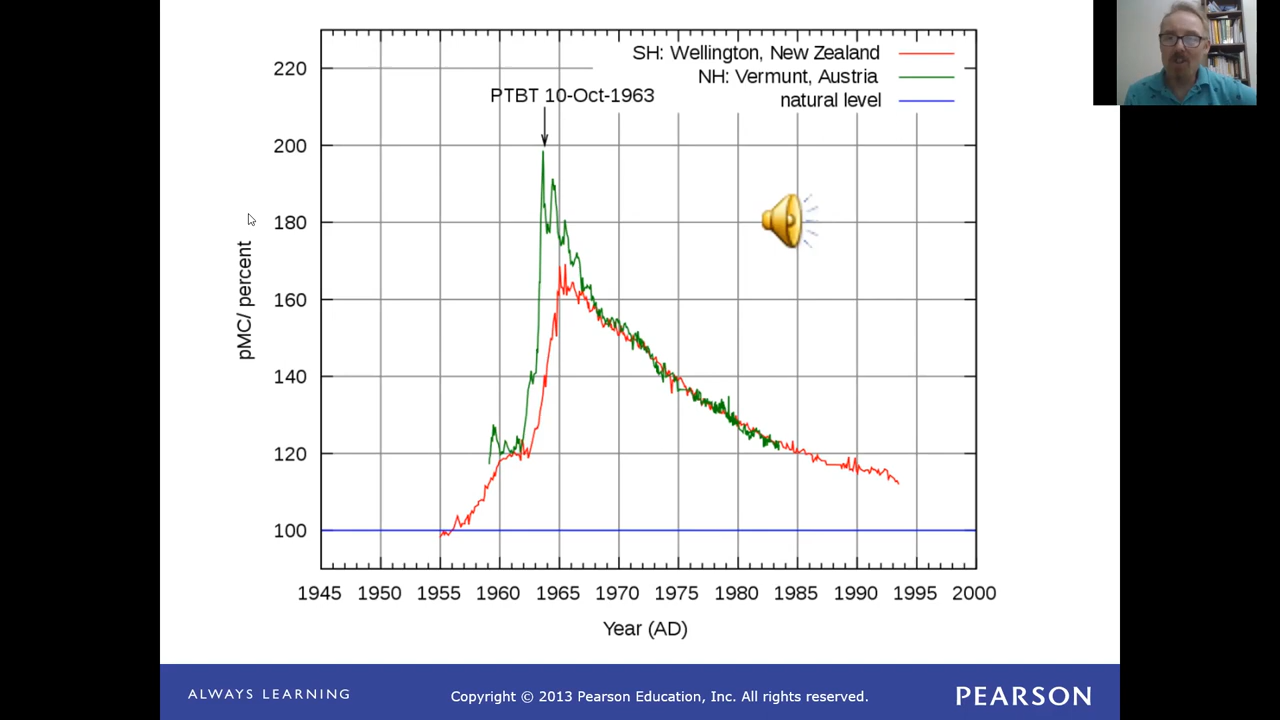 SH: Wellington, New Zealand
NH: Vermunt, Austria
natural level
PTBT 10-Oct-1963
220
200
180
160
140
120
100
pMC/ percent
1945 1950 1955 1960 1965 1970 1975 1980 1985 1990 1995 2000
Year (AD)
ALWAYS LEARNING
Copyright © 2013 Pearson Education, Inc. All rights reserved.
PEARSON